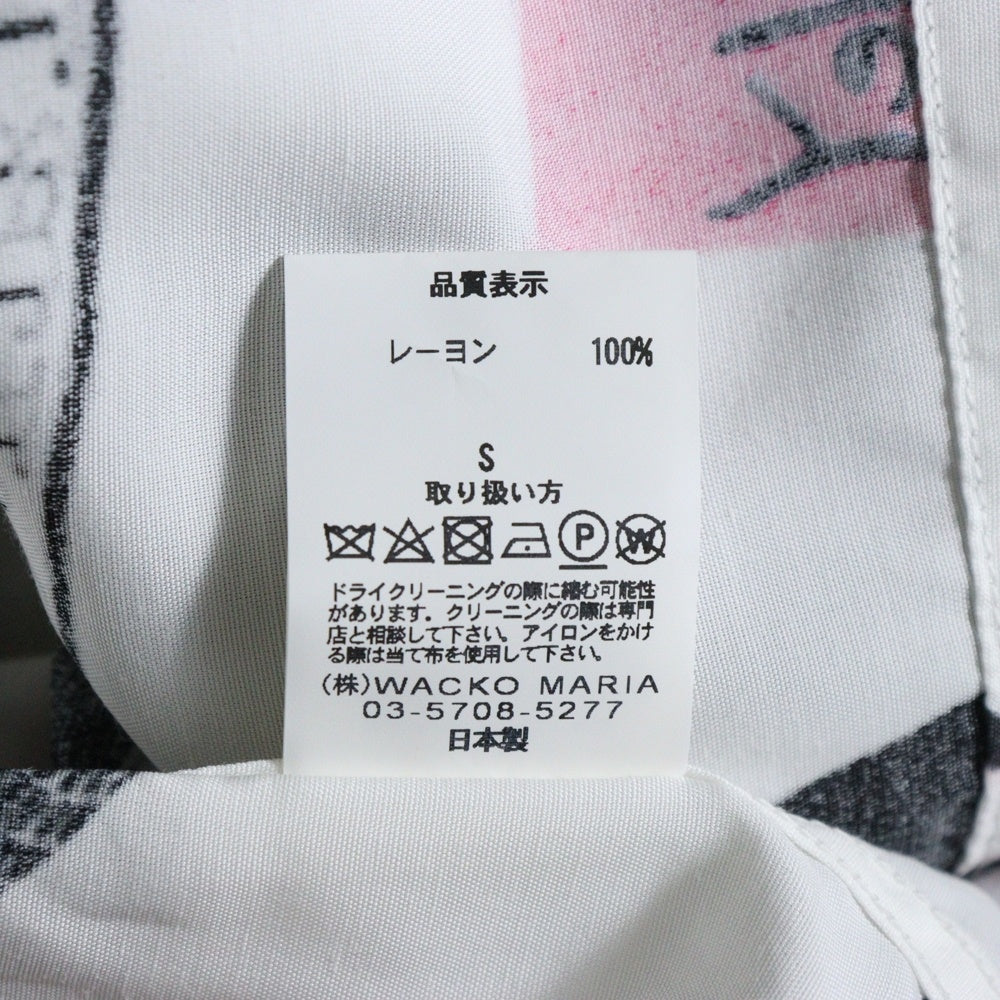 品質表示
レーヨン 100%
S
取り扱い方
P W
ドライクリーニングの際に縮む可能性
があります。クリーニングの際は専門
店と相談して下さい。アイロンをかけ
る際は当て布を使用して下さい。
(株)WACKO MARIA
03-5708-5277
日本製